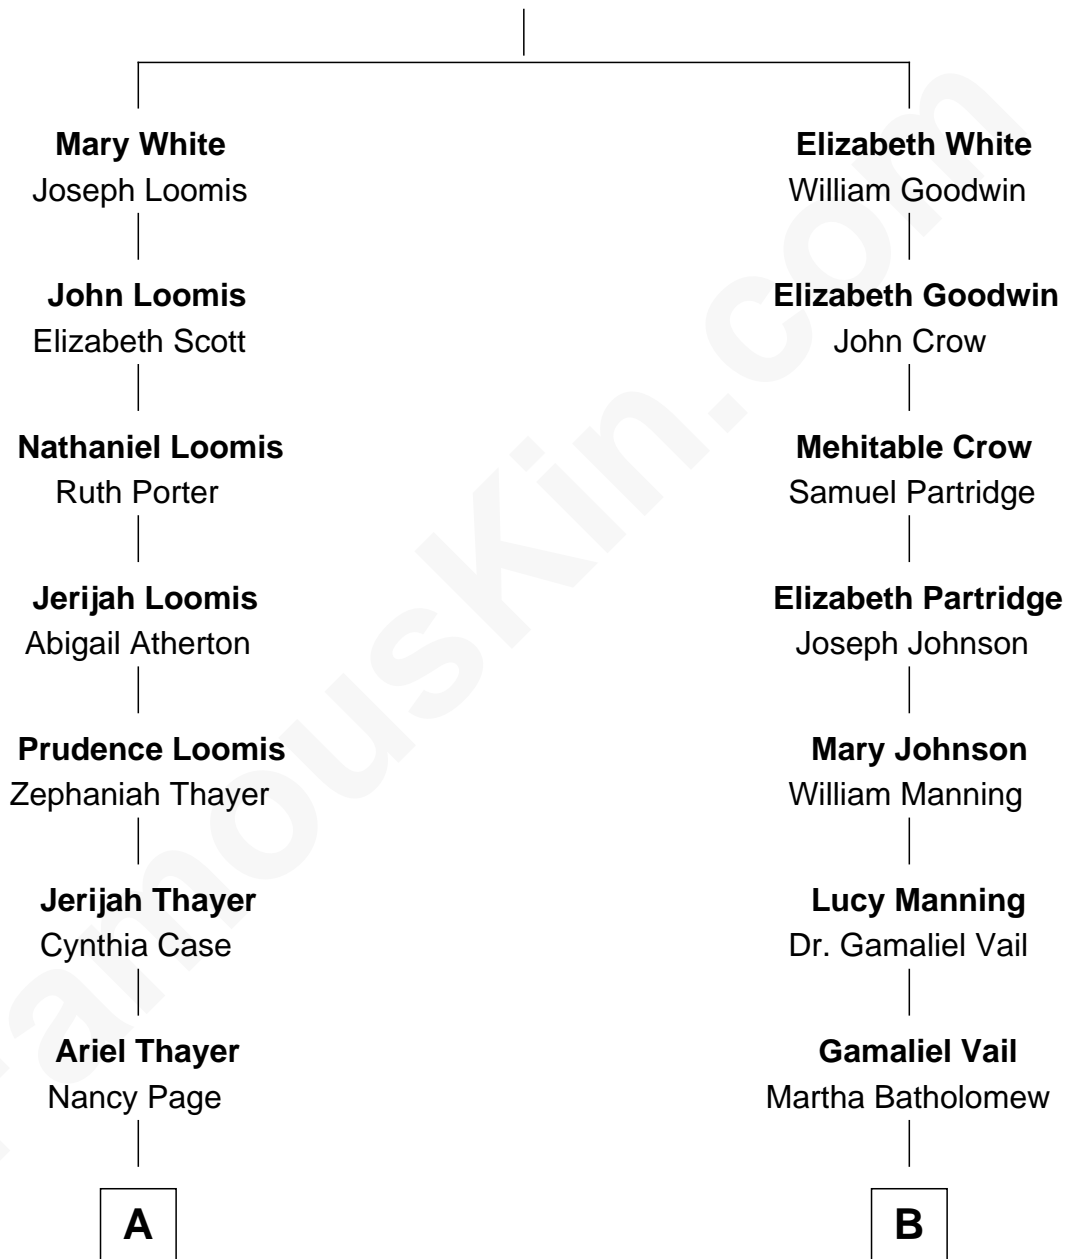 Mary White
Joseph Loomis
John Loomis
Elizabeth Scott
Nathaniel Loomis
Ruth Porter
Jerijah Loomis
Abigail Atherton
Prudence Loomis
Zephaniah Thayer
Jerijah Thayer
Cynthia Case
Ariel Thayer
Nancy Page
A
Elizabeth White
William Goodwin
Elizabeth Goodwin
John Crow
Mehitable Crow
Samuel Partridge
Elizabeth Partridge
Joseph Johnson
Mary Johnson
William Manning
Lucy Manning
Dr. Gamaliel Vail
Gamaliel Vail
Martha Batholomew
B
FamousKin.com